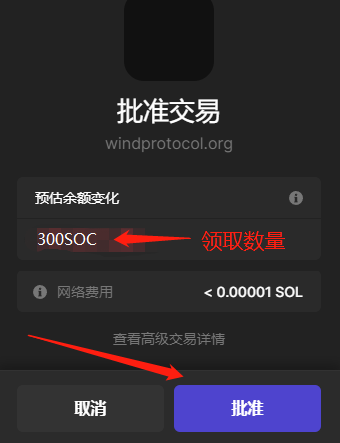 批准交易
windprotocol.org
预估余额变化
300SOC 领取数量
网络费用 < 0.00001 SOL
查看高级交易详情
取消 批准